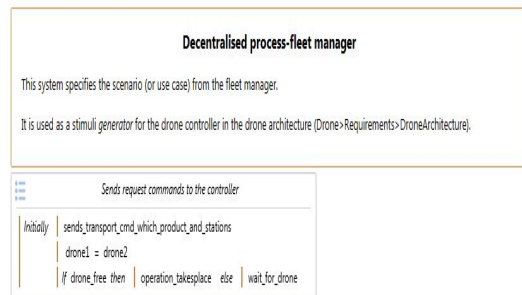 Decentralised process-fleet manager
This system specifies the scenario (or use case) from the fleet manager.
It is used as a stimuli generator for the drone controller in the drone architecture (Drone>Requirements>DroneArchitecture).
Sends request commands to the controller
Initially sends_transport_cmd_which_product_and_stations
drone1 = drone2
If drone_free then operation_takesplace else wait_for_drone